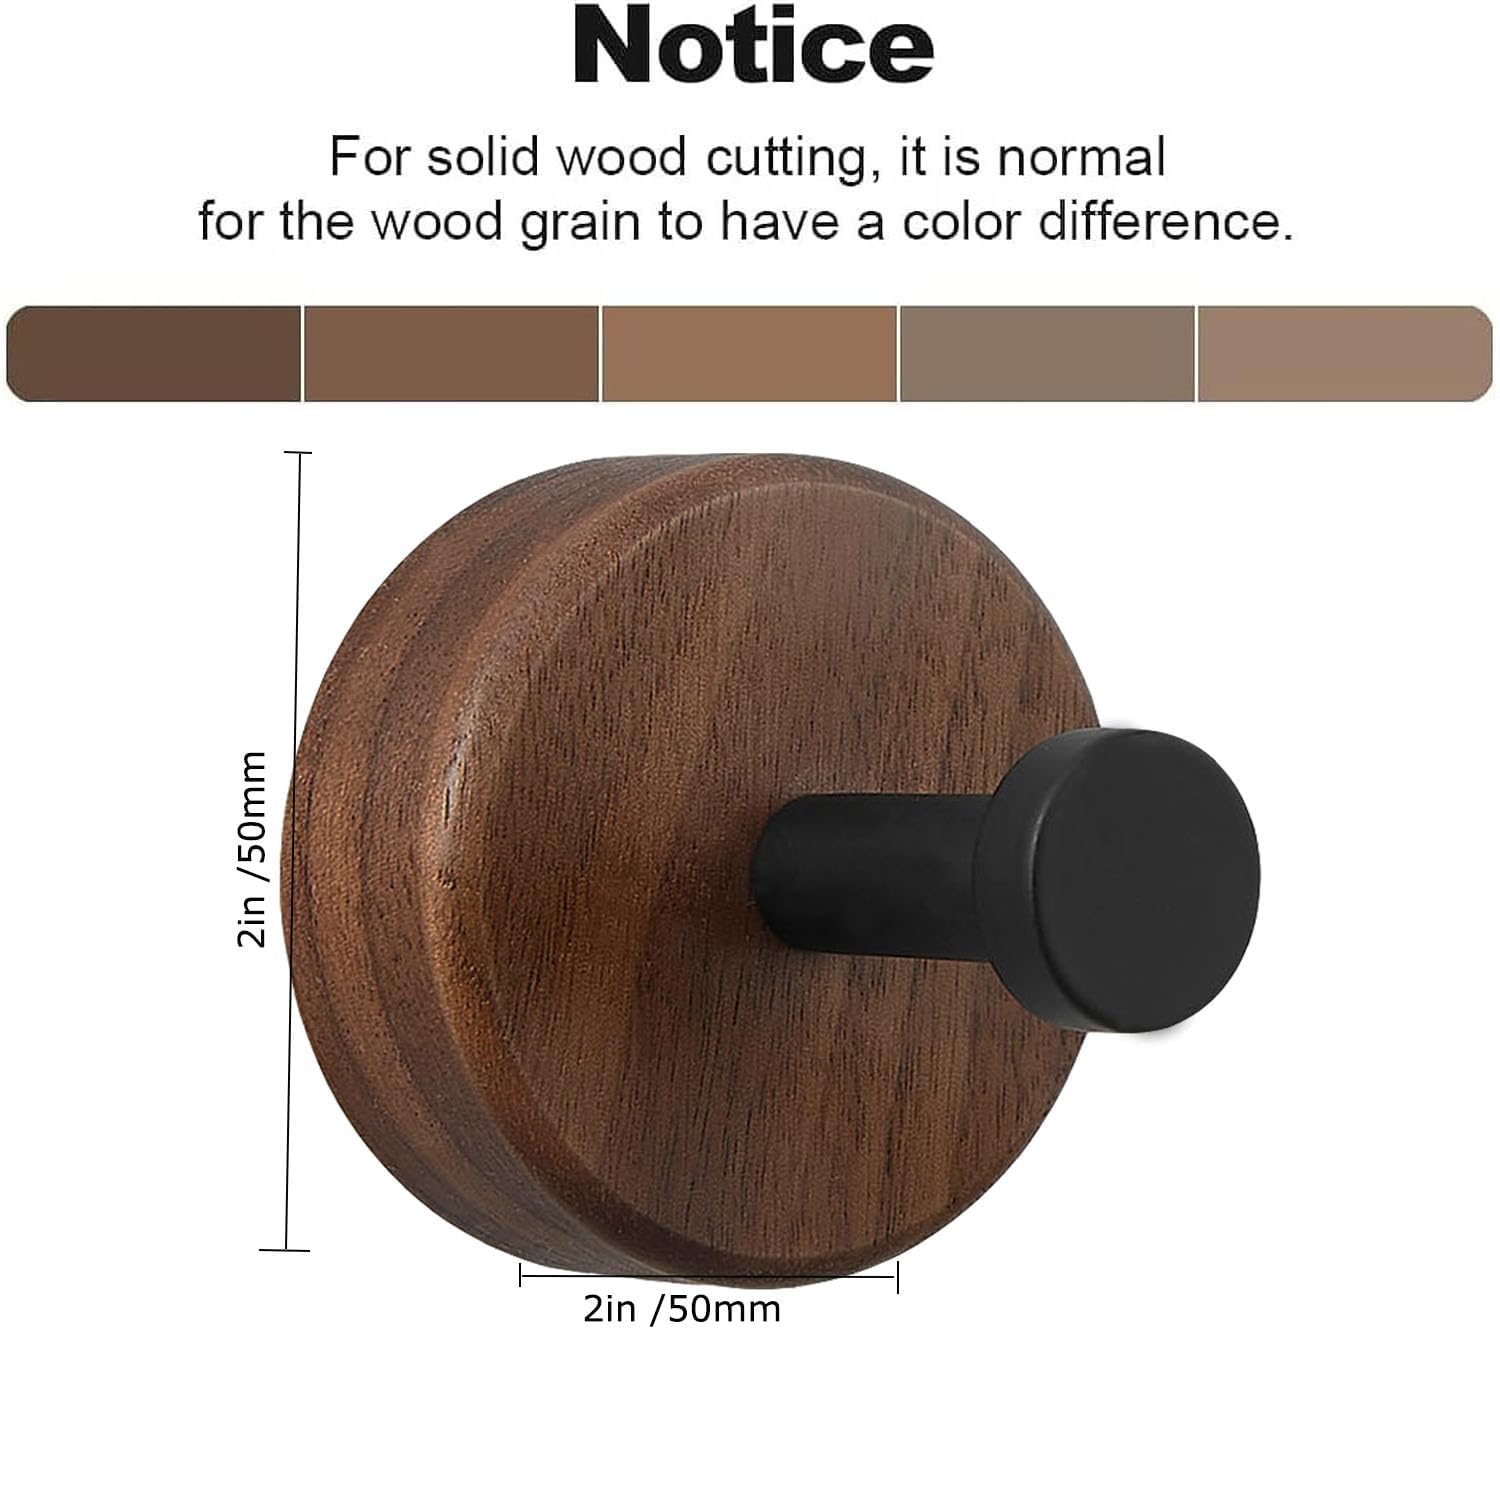 Notice
For solid wood cutting, it is normal
for the wood grain to have a color difference.
2in /50mm
2in /50mm